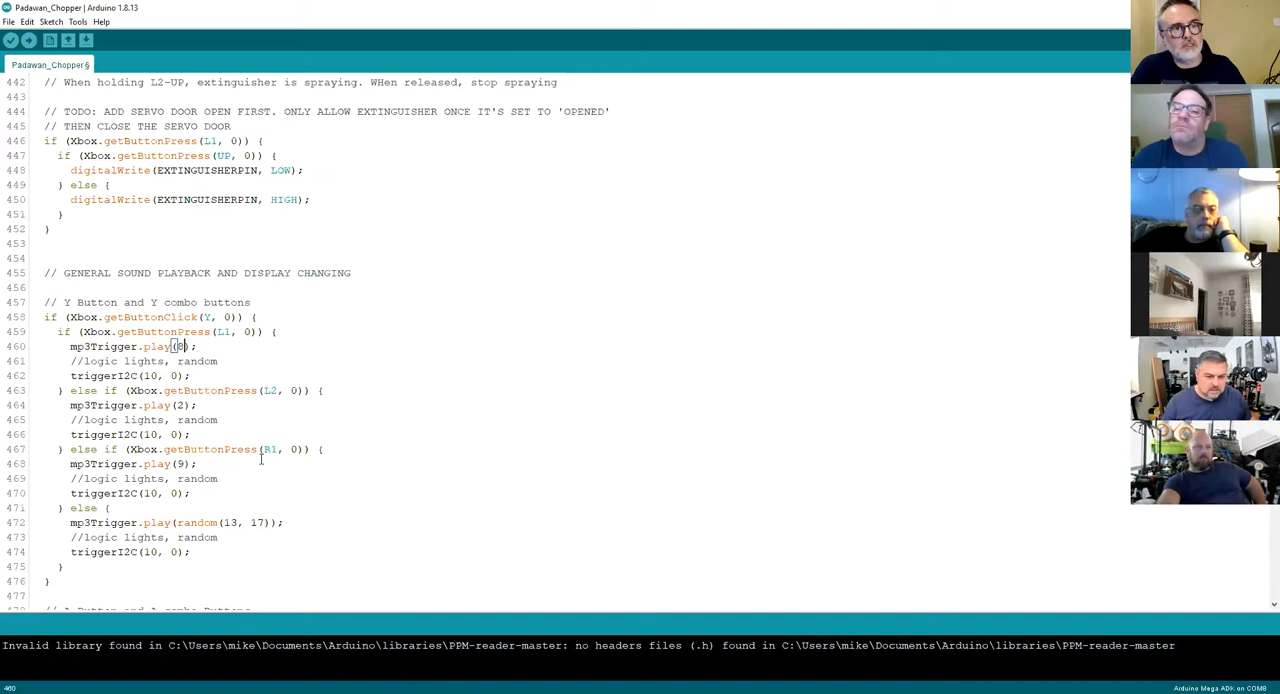 Padawan_Chopper | Arduino 1.8.13
File Edit Sketch Tools Help
Padawan_Chopper§
442 // When holding L2-UP, extinguisher is spraying. WHen released, stop spraying
443
444 // TODO: ADD SERVO DOOR OPEN FIRST. ONLY ALLOW EXTINGUISHER ONCE IT'S SET TO 'OPENED'
445 // THEN CLOSE THE SERVO DOOR
446 if (Xbox.getButtonPress(L1, 0)) {
447 if (Xbox.getButtonPress(UP, 0)) {
448 digitalWrite(EXTINGUISHERPIN, LOW);
449 } else {
450 digitalWrite(EXTINGUISHERPIN, HIGH);
451 }
452 }
453
454
455 // GENERAL SOUND PLAYBACK AND DISPLAY CHANGING
456
457 // Y Button and Y combo buttons
458 if (Xbox.getButtonClick(Y, 0)) {
459 if (Xbox.getButtonPress(L1, 0)) {
460 mp3Trigger.play(8);
461 //logic lights, random
462 triggerI2C(10, 0);
463 } else if (Xbox.getButtonPress(L2, 0)) {
464 mp3Trigger.play(2);
465 //logic lights, random
466 triggerI2C(10, 0);
467 } else if (Xbox.getButtonPress(R1, 0)) {
468 mp3Trigger.play(9);
469 //logic lights, random
470 triggerI2C(10, 0);
471 } else {
472 mp3Trigger.play(random(13, 17));
473 //logic lights, random
474 triggerI2C(10, 0);
475 }
476 }
477
Invalid library found in C:\Users\mike\Documents\Arduino\libraries\PPM-reader-master: no headers files (.h) found in C:\Users\mike\Documents\Arduino\libraries\PPM-reader-master
460
Arduino Mega ADK on COM8